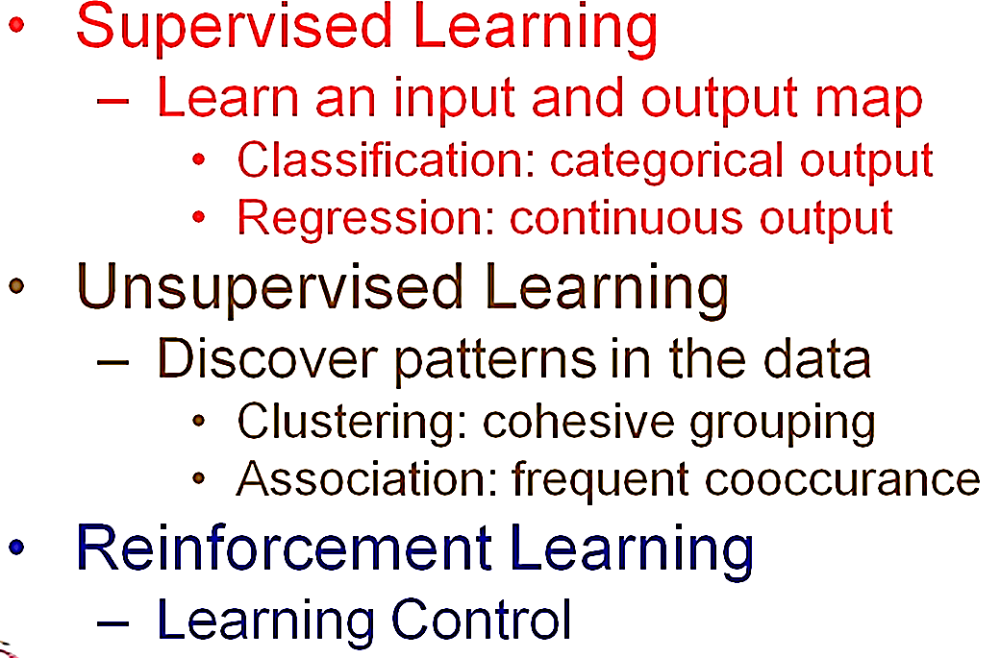 • Supervised Learning
– Learn an input and output map
• Classification: categorical output
• Regression: continuous output
• Unsupervised Learning
– Discover patterns in the data
• Clustering: cohesive grouping
• Association: frequent cooccurance
• Reinforcement Learning
– Learning Control